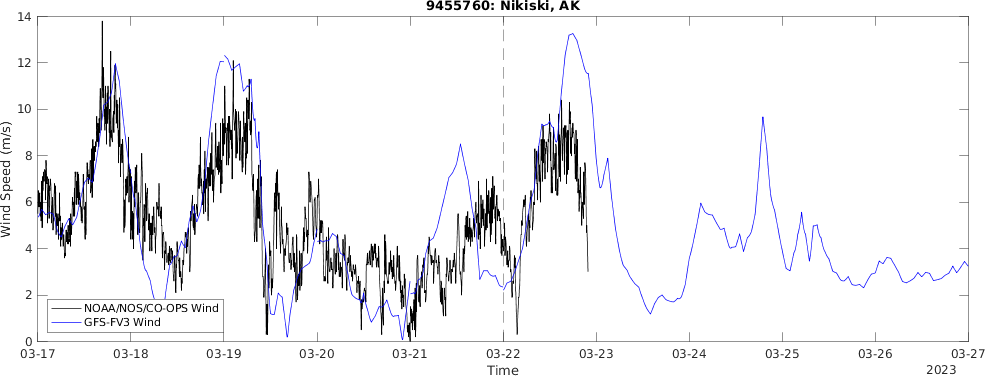 9455760: Nikiski, AK
Wind Speed (m/s)
14
12
10
8
6
4
2
0
NOAA/NOS/CO-OPS Wind
GFS-FV3 Wind
03-17 03-18 03-19 03-20 03-21 03-22 03-23 03-24 03-25 03-26 03-27
Time
2023